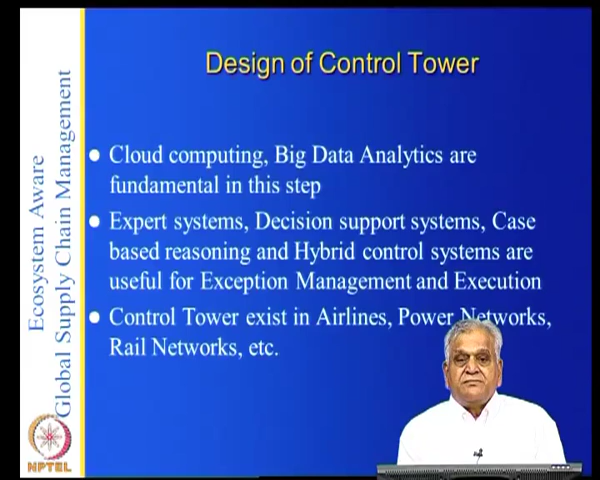 Design of Control Tower
Cloud computing, Big Data Analytics are
fundamental in this step
Expert systems, Decision support systems, Case
based reasoning and Hybrid control systems are
useful for Exception Management and Execution
Control Tower exist in Airlines, Power Networks,
Rail Networks, etc.
Ecosystem Aware
Global Supply Chain Management
NPTEL